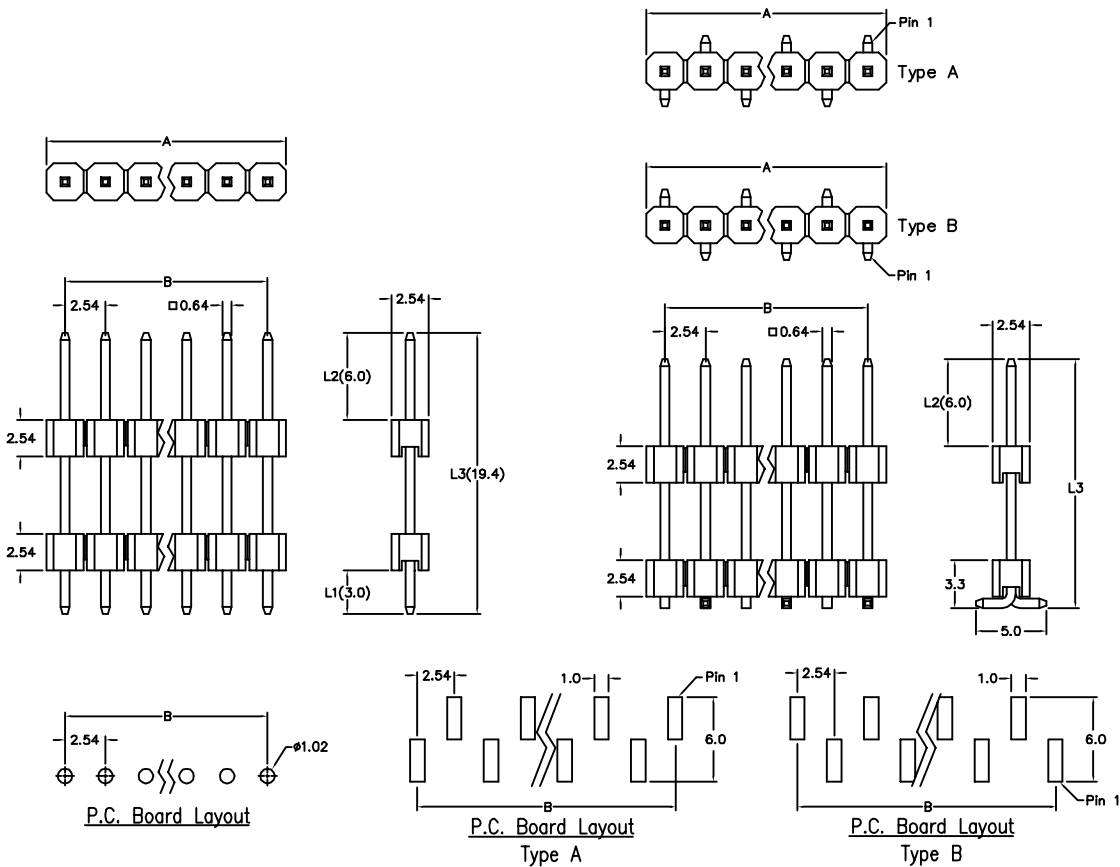 A
Pin 1
Type A
A
A
Type B
Pin 1
B
2.54
□0.64
2.54
L2(6.0)
2.54
L3(19.4)
2.54
L1(3.0)
B
2.54
□0.64
2.54
L2(6.0)
2.54
L3
2.54
3.3
5.0
B
2.54
ø1.02
P.C. Board Layout
2.54
1.0
Pin 1
6.0
B
P.C. Board Layout
Type A
2.54
1.0
6.0
Pin 1
B
P.C. Board Layout
Type B